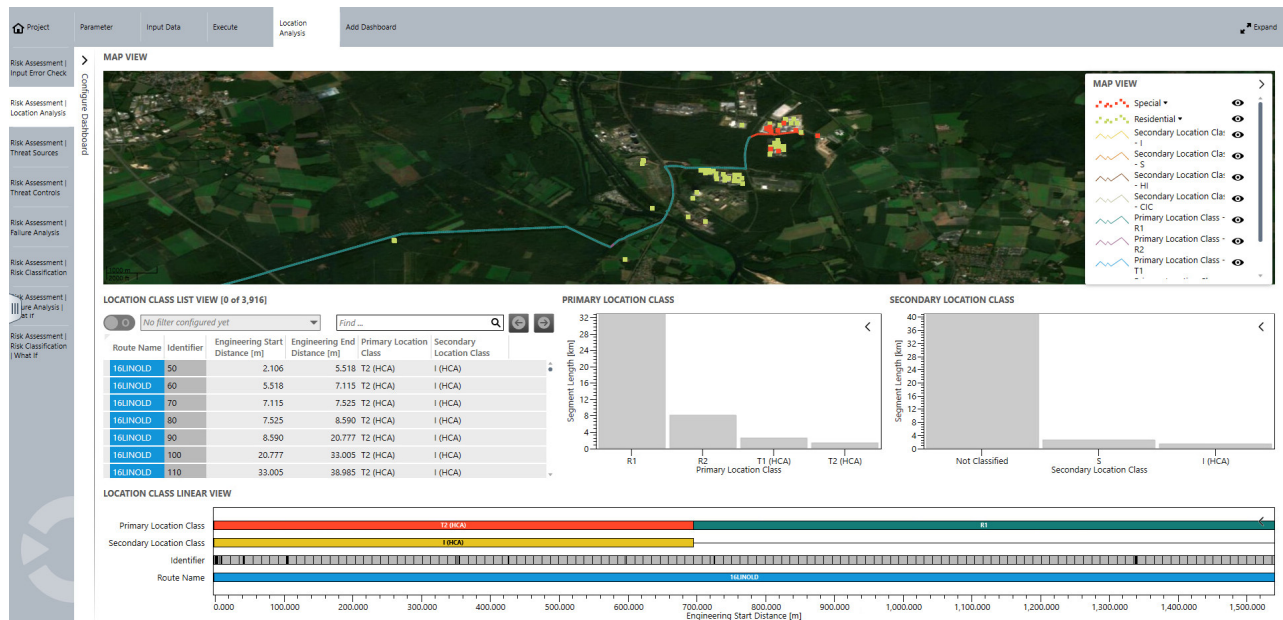 Project
Parameter
Input Data
Execute
Location
Analysis
Add Dashboard
Expand
Risk Assessment |
Input Error Check
Risk Assessment |
Location Analysis
Risk Assessment |
Threat Sources
Risk Assessment |
Threat Controls
Risk Assessment |
Failure Analysis
Risk Assessment |
Risk Classification
sk Assessment |
ure Analysis |
at If
Risk Assessment |
Risk Classification
| What If
Configure Dashboard
MAP VIEW
MAP VIEW
Special
Residential
Secondary Location Clas
- I
Secondary Location Clas
- S
Secondary Location Clas
- HI
Secondary Location Clas
- CIC
Primary Location Class -
R1
Primary Location Class -
R2
Primary Location Class -
T1
LOCATION CLASS LIST VIEW [0 of 3,916]
No filter configured yet
Find ...
Route Name Identifier Engineering Start Distance [m] Engineering End Distance [m] Primary Location Class Secondary Location Class
16LINOLD 50 2.106 5.518 T2 (HCA) I (HCA)
16LINOLD 60 5.518 7.115 T2 (HCA) I (HCA)
16LINOLD 70 7.115 7.525 T2 (HCA) I (HCA)
16LINOLD 80 7.525 8.590 T2 (HCA) I (HCA)
16LINOLD 90 8.590 20.777 T2 (HCA) I (HCA)
16LINOLD 100 20.777 33.005 T2 (HCA) I (HCA)
16LINOLD 110 33.005 38.985 T2 (HCA) I (HCA)
PRIMARY LOCATION CLASS
Segment Length [km]
32
28
24
20
16
12
8
4
0
R1 R2 T1 (HCA) T2 (HCA)
Primary Location Class
SECONDARY LOCATION CLASS
Segment Length [km]
40
36
32
28
24
20
16
12
8
4
0
Not Classified S I (HCA)
Secondary Location Class
LOCATION CLASS LINEAR VIEW
Primary Location Class T2 (HCA) R1
Secondary Location Class I (HCA)
Identifier
Route Name 16LINOLD
0.000 100.000 200.000 300.000 400.000 500.000 600.000 700.000 800.000 900.000 1,000.000 1,100.000 1,200.000 1,300.000 1,400.000 1,500.000
Engineering Start Distance [m]